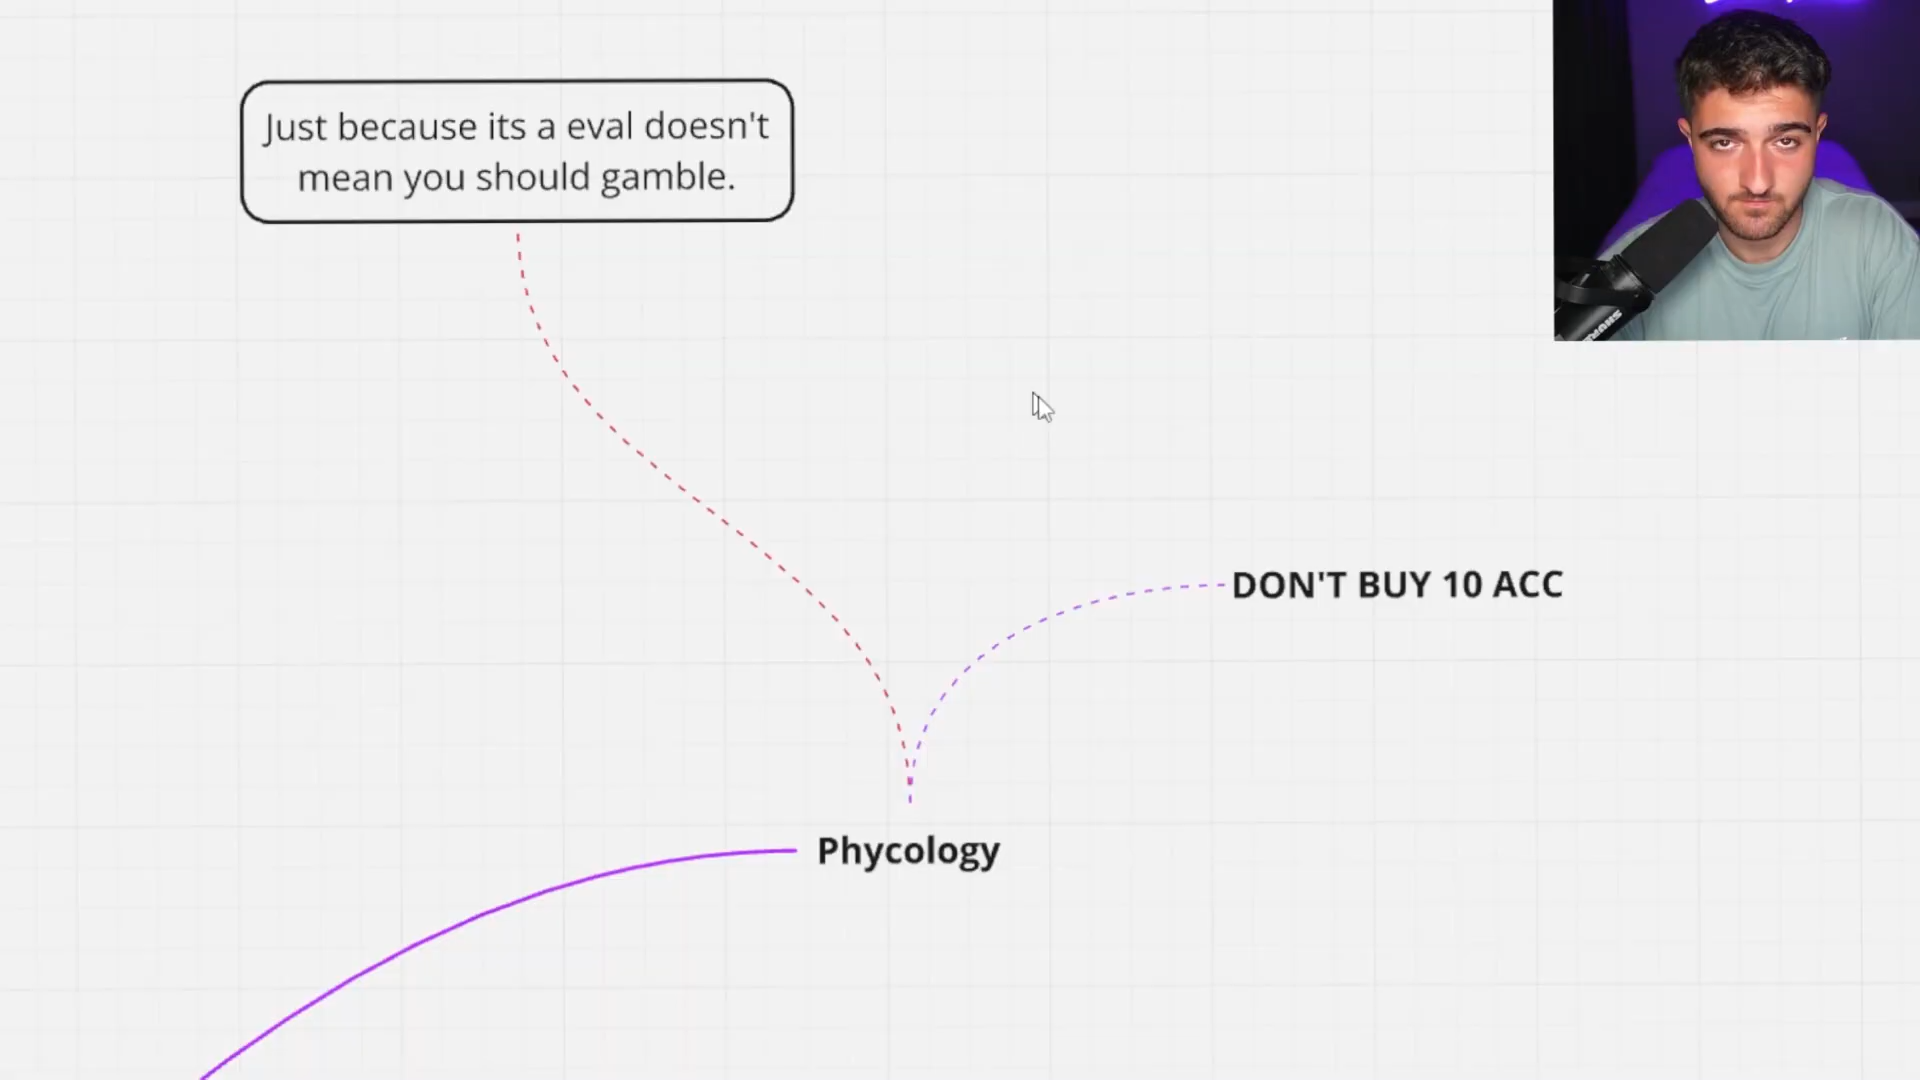 Just because its a eval doesn't
mean you should gamble.
DON'T BUY 10 ACC
Phycology